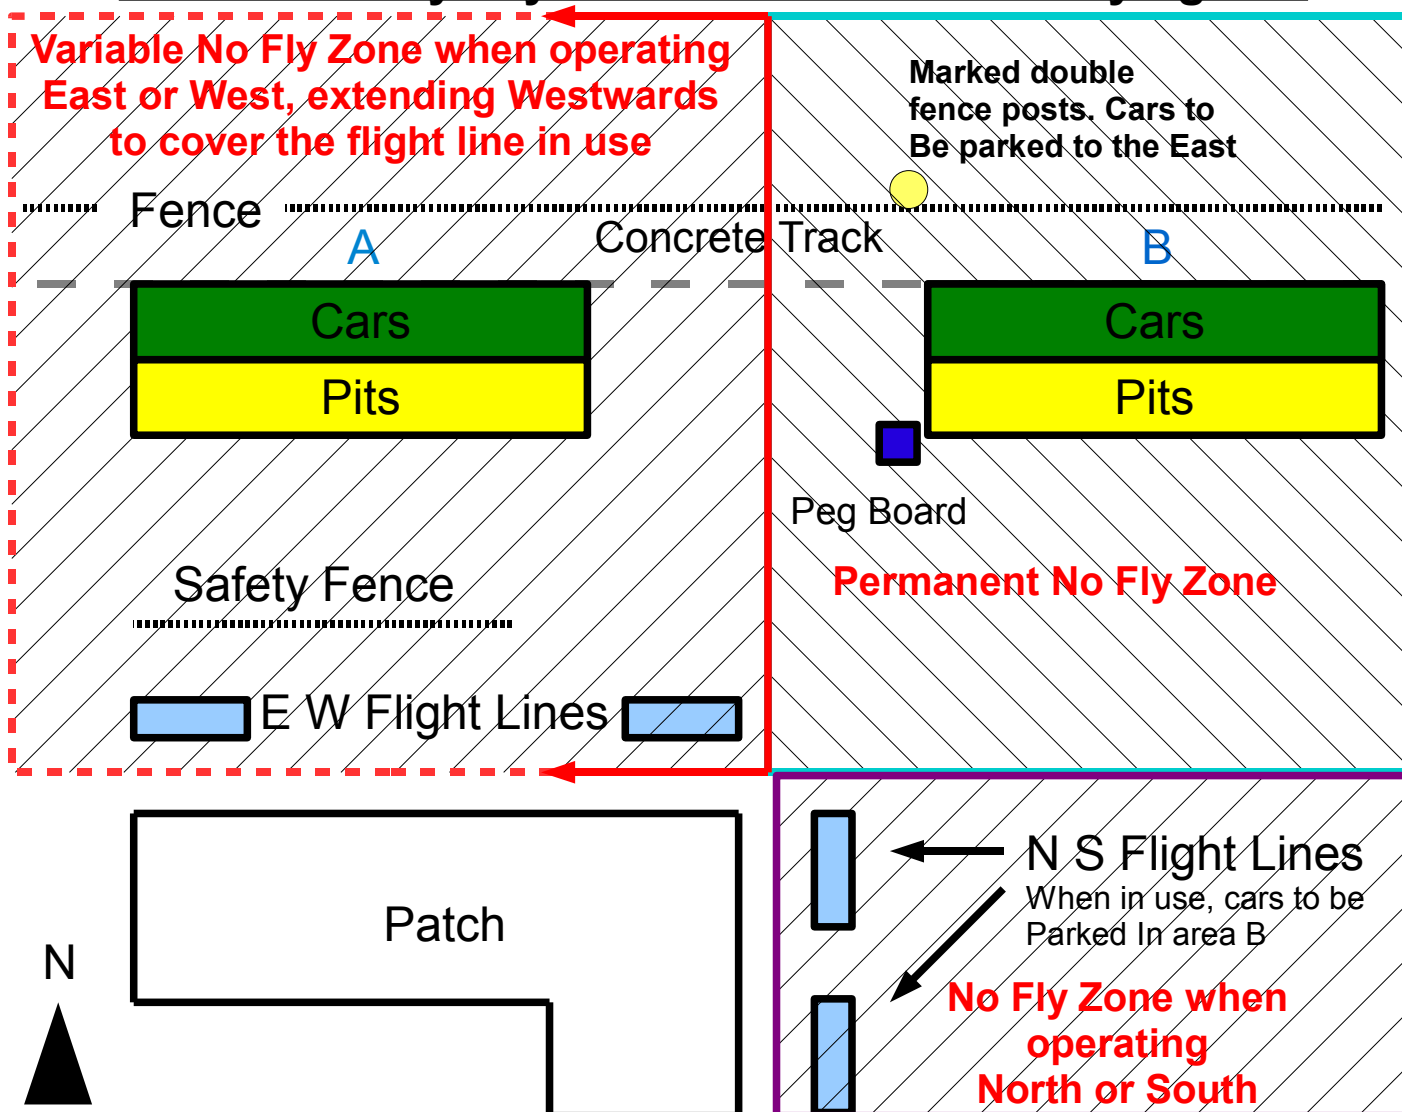 Variable No Fly Zone when operating
East or West, extending Westwards
to cover the flight line in use
Marked double
fence posts. Cars to
Be parked to the East
Fence
Concrete Track
A
B
Cars
Cars
Pits
Pits
Peg Board
Safety Fence
Permanent No Fly Zone
E W Flight Lines
N S Flight Lines
When in use, cars to be
Parked In area B
Patch
N
No Fly Zone when
operating
North or South